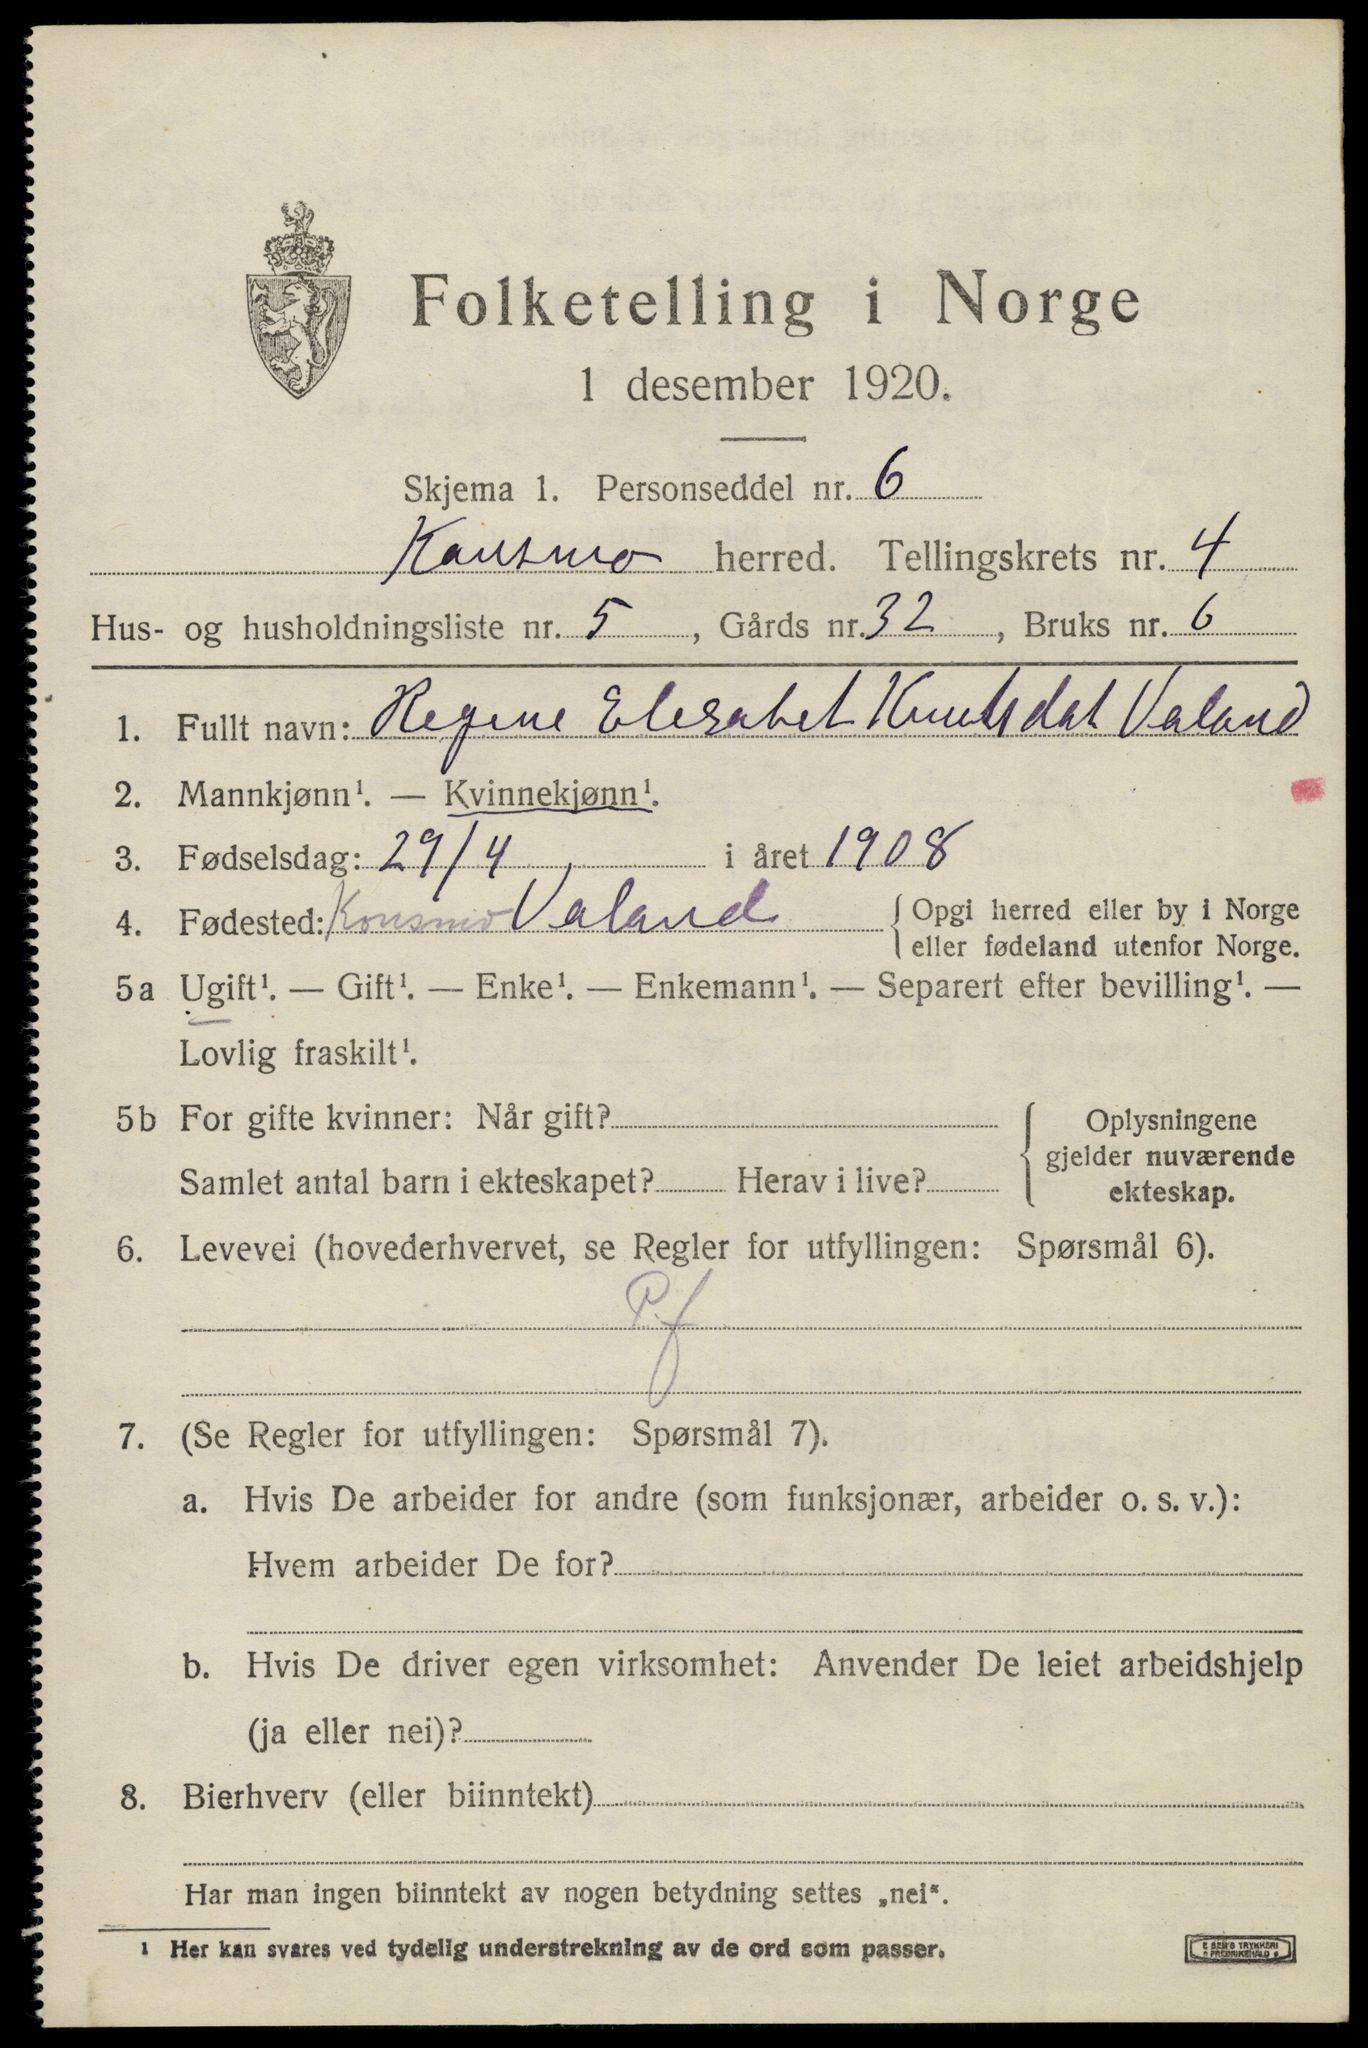 Folketelling i Norge
1 desember 1920.
Skjema 1. Personseddel nr. 6
Konsmo herred. Tellingskrets nr. 4
Hus- og husholdningsliste nr. 5, Gårds nr. 32, Bruks nr. 6
1. Fullt navn: Regine Elisabet Knutsdat Valand
2. Mannkjønn¹. — Kvinnekjønn¹.
3. Fødselsdag: 29/4 i året 1908
4. Fødested: Konsmo Valand { Opgi herred eller by i Norge
eller fødeland utenfor Norge.
5a Ugift¹. — Gift¹. — Enke¹. — Enkemann¹. — Separert efter bevilling¹. —
Lovlig fraskilt¹.
5b For gifte kvinner: Når gift? { Oplysningene
gjelder nuværende
Samlet antal barn i ekteskapet? Herav i live? ekteskap.
6. Levevei (hovederhvervet, se Regler for utfyllingen: Spørsmål 6).
P.f
7. (Se Regler for utfyllingen: Spørsmål 7).
a. Hvis De arbeider for andre (som funksjonær, arbeider o. s. v.):
Hvem arbeider De for?
b. Hvis De driver egen virksomhet: Anvender De leiet arbeidshjelp
(ja eller nei)?
8. Bierhverv (eller biinntekt)
Har man ingen biinntekt av nogen betydning settes „nei“.
¹ Her kan svares ved tydelig understrekning av de ord som passer.
E SEM'S TRYKKERI
FREDRIKSHALD